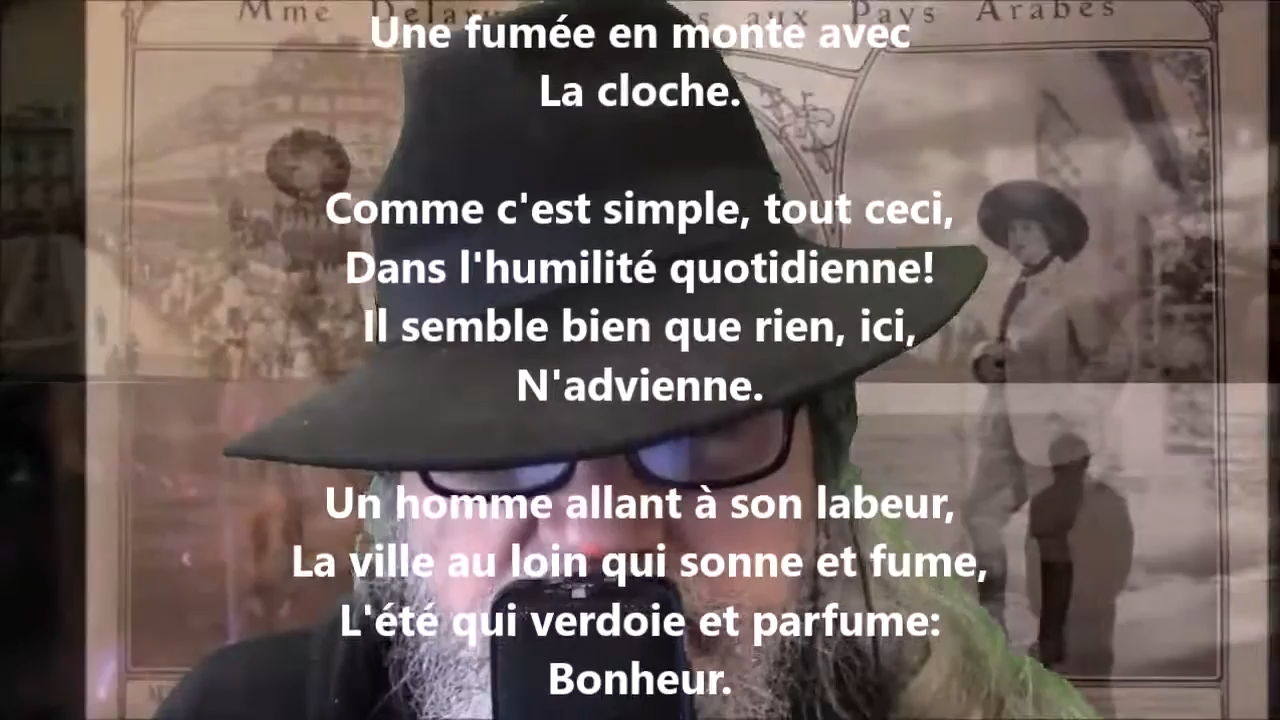 Mme s aux Pays Arabes
Une fumée en monte avec
La cloche.
Comme c'est simple, tout ceci,
Dans l'humilité quotidienne!
Il semble bien que rien, ici,
N'advienne.
Un homme allant à son labeur,
La ville au loin qui sonne et fume,
L'été qui verdoie et parfume:
Bonheur.